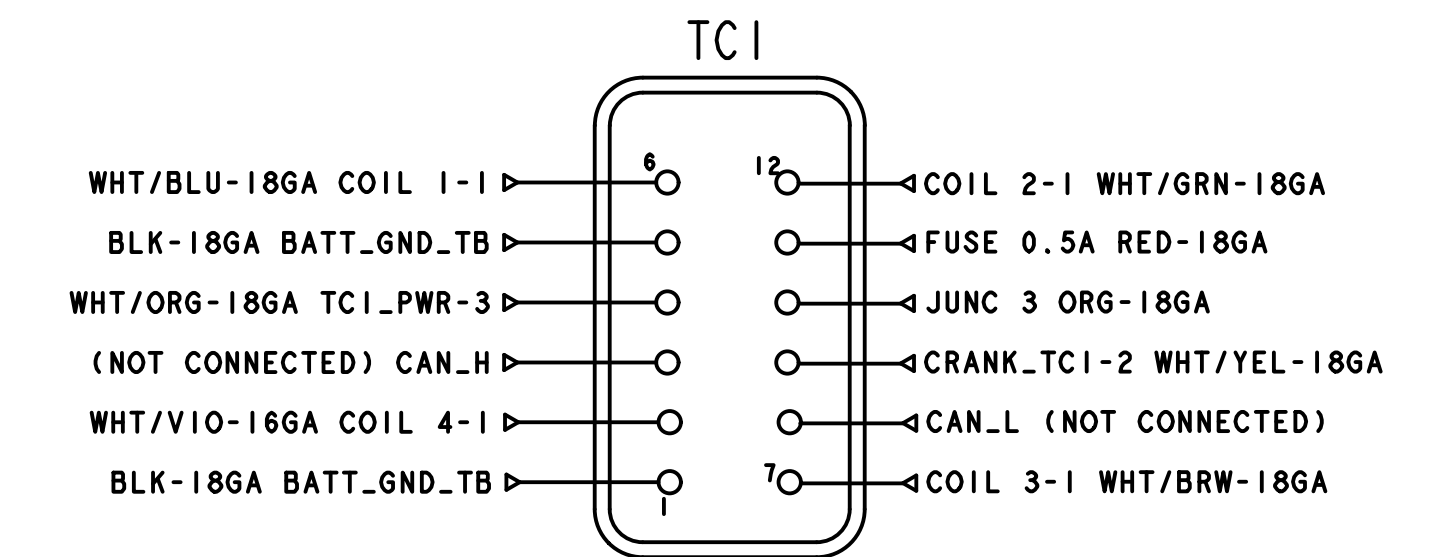 TCI
6 12
WHT/BLU-18GA COIL 1-1 COIL 2-1 WHT/GRN-18GA
BLK-18GA BATT_GND_TB FUSE 0.5A RED-18GA
WHT/ORG-18GA TCI_PWR-3 JUNC 3 ORG-18GA
(NOT CONNECTED) CAN_H CRANK_TCI-2 WHT/YEL-18GA
WHT/VIO-16GA COIL 4-1 CAN_L (NOT CONNECTED)
BLK-18GA BATT_GND_TB 7 COIL 3-1 WHT/BRW-18GA
1